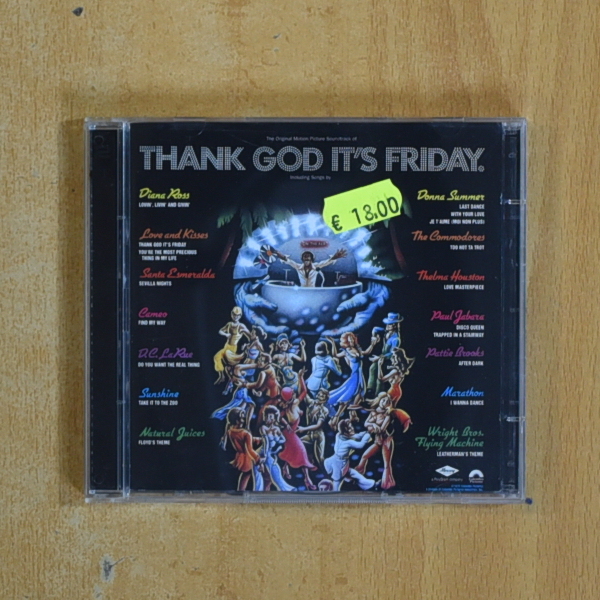 The Original Motion Picture Soundtrack of
THANK GOD IT'S FRIDAY.
Including Songs by
Diana Ross
LOVIN', LIVIN' AND GIVIN'
Love and Kisses
THANK GOD IT'S FRIDAY
YOU'RE THE MOST PRECIOUS
THING IN MY LIFE
Santa Esmeralda
SEVILLA NIGHTS
Cameo
FIND MY WAY
D.C. LaRue
DO YOU WANT THE REAL THING
Sunshine
TAKE IT TO THE ZOO
Natural Juices
FLOYD'S THEME
€ 18.00
Donna Summer
LAST DANCE
WITH YOUR LOVE
JE T'AIME (MOI NON PLUS)
The Commodores
TOO HOT TA TROT
Thelma Houston
LOVE MASTERPIECE
Paul Jabara
DISCO QUEEN
TRAPPED IN A STAIRWAY
Pattie Brooks
AFTER DARK
Marathon
I WANNA DANCE
Wright Bros.
Flying Machine
LEATHERMAN'S THEME